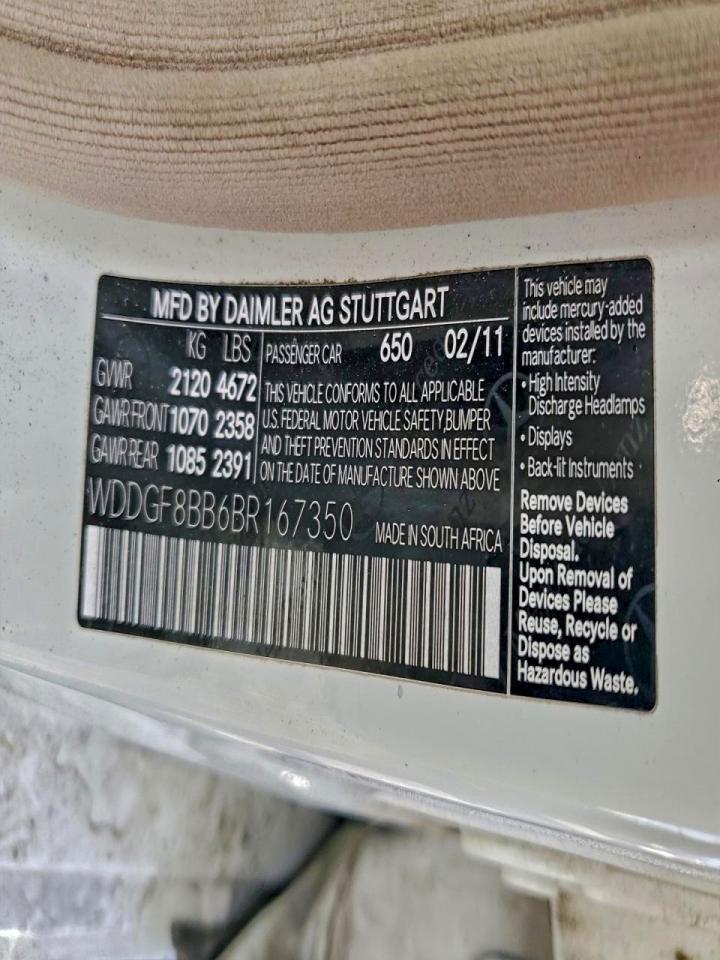 MFD BY DAIMLER AG STUTTGART
KG LBS
GVWR 2120 4672
GAWR FRONT 1070 2358
GAWR REAR 1085 2391
PASSENGER CAR 650 02/11
THIS VEHICLE CONFORMS TO ALL APPLICABLE
U.S. FEDERAL MOTOR VEHICLE SAFETY,BUMPER
AND THEFT PREVENTION STANDARDS IN EFFECT
ON THE DATE OF MANUFACTURE SHOWN ABOVE
WDDGF8BB6BR167350
MADE IN SOUTH AFRICA
This vehicle may
include mercury-added
devices installed by the
manufacturer:
• High Intensity
Discharge Headlamps
• Displays
• Back-lit Instruments
Remove Devices
Before Vehicle
Disposal.
Upon Removal of
Devices Please
Reuse, Recycle or
Dispose as
Hazardous Waste.